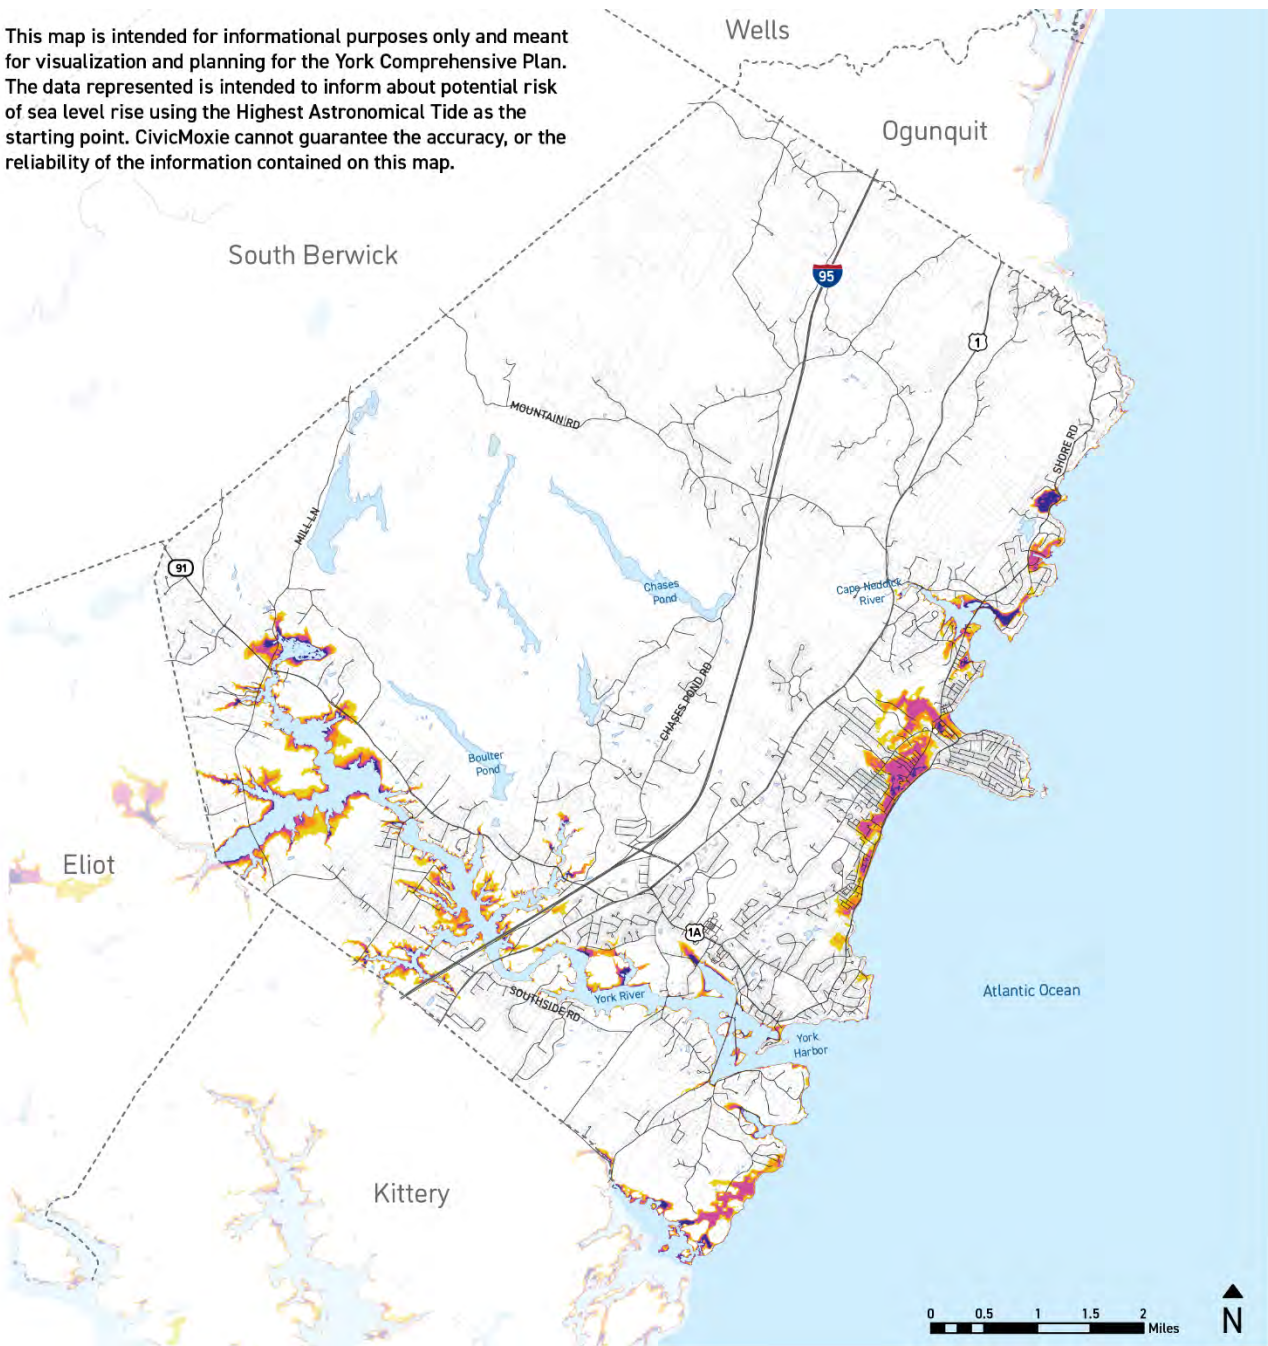 This map is intended for informational purposes only and meant
for visualization and planning for the York Comprehensive Plan.
The data represented is intended to inform about potential risk
of sea level rise using the Highest Astronomical Tide as the
starting point. CivicMoxie cannot guarantee the accuracy, or the
reliability of the information contained on this map.
Wells
Ogunquit
South Berwick
95
1
MOUNTAIN RD
SHORE RD
MILL LN
91
Chases
Pond
Cape Neddick
River
CHASES POND RD
Boulter
Pond
Eliot
1A
York River
SOUTHSIDE RD
Atlantic Ocean
York
Harbor
Kittery
0 0.5 1 1.5 2
Miles
N